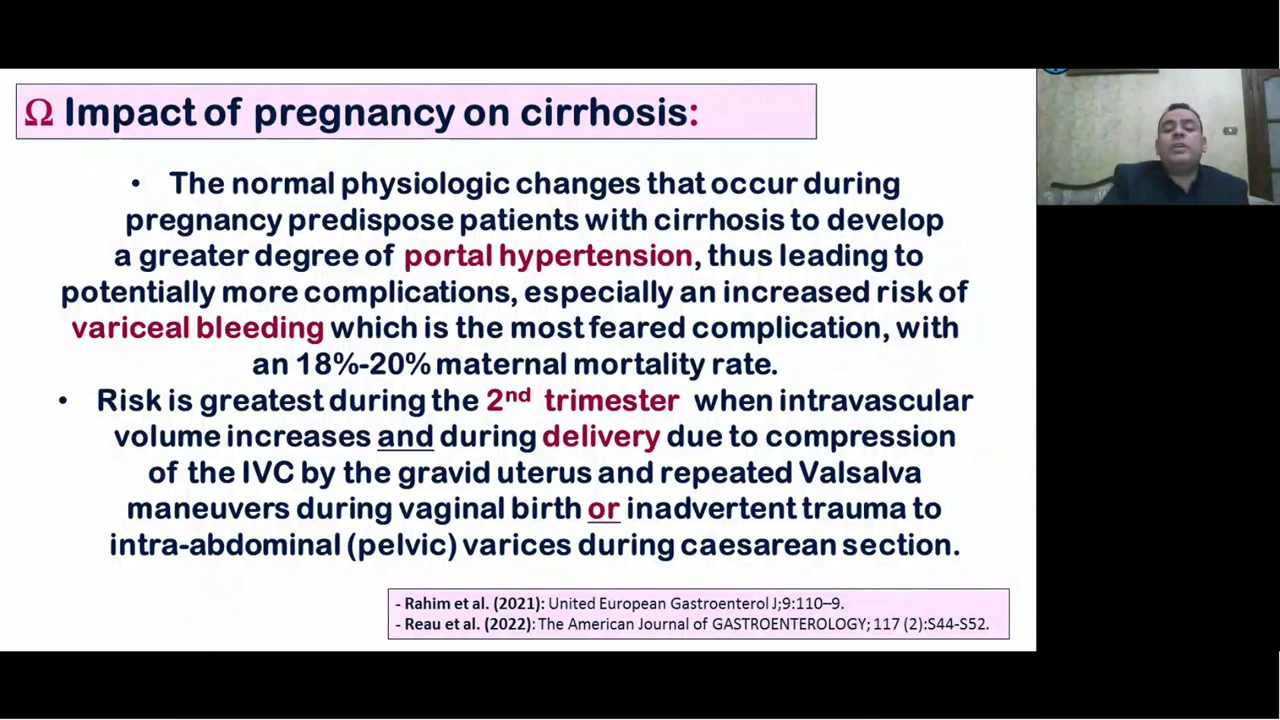 Ω Impact of pregnancy on cirrhosis:
• The normal physiologic changes that occur during
pregnancy predispose patients with cirrhosis to develop
a greater degree of portal hypertension, thus leading to
potentially more complications, especially an increased risk of
variceal bleeding which is the most feared complication, with
an 18%-20% maternal mortality rate.
• Risk is greatest during the 2nd trimester when intravascular
volume increases and during delivery due to compression
of the IVC by the gravid uterus and repeated Valsalva
maneuvers during vaginal birth or inadvertent trauma to
intra-abdominal (pelvic) varices during caesarean section.
- Rahim et al. (2021): United European Gastroenterol J;9:110–9.
- Reau et al. (2022): The American Journal of GASTROENTEROLOGY; 117 (2):S44-S52.